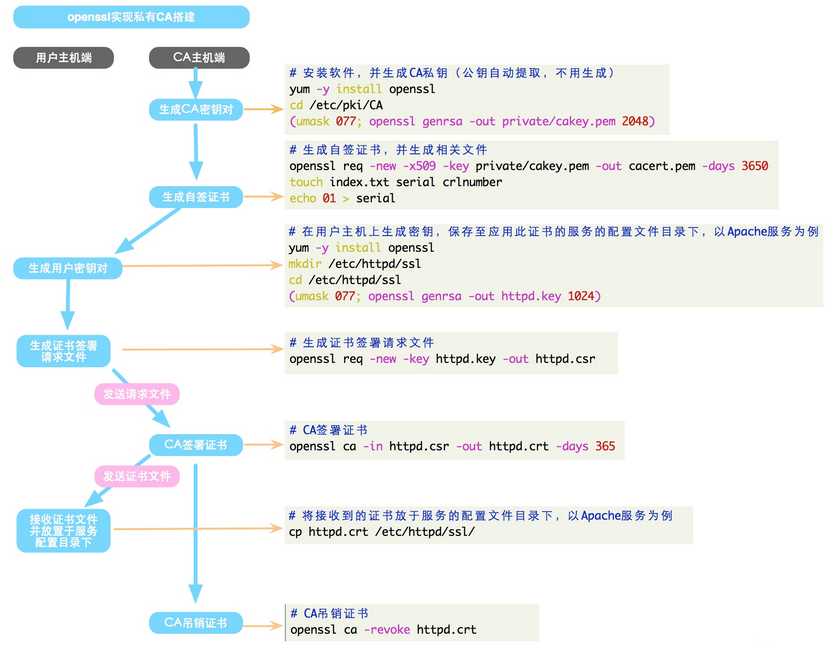 openssl实现私有CA搭建
用户主机端
CA主机端
生成CA密钥对
# 安装软件，并生成CA私钥（公钥自动提取，不用生成）
yum -y install openssl
cd /etc/pki/CA
(umask 077; openssl genrsa -out private/cakey.pem 2048)
生成自签证书
# 生成自签证书，并生成相关文件
openssl req -new -x509 -key private/cakey.pem -out cacert.pem -days 3650
touch index.txt serial crlnumber
echo 01 > serial
生成用户密钥对
# 在用户主机上生成密钥，保存至应用此证书的服务的配置文件目录下，以Apache服务为例
yum -y install openssl
mkdir /etc/httpd/ssl
cd /etc/httpd/ssl
(umask 077; openssl genrsa -out httpd.key 1024)
生成证书签署
请求文件
# 生成证书签署请求文件
openssl req -new -key httpd.key -out httpd.csr
发送请求文件
CA签署证书
# CA签署证书
openssl ca -in httpd.csr -out httpd.crt -days 365
发送证书文件
接收证书文件
并放置于服务
配置目录下
# 将接收到的证书放于服务的配置文件目录下，以Apache服务为例
cp httpd.crt /etc/httpd/ssl/
CA吊销证书
# CA吊销证书
openssl ca -revoke httpd.crt